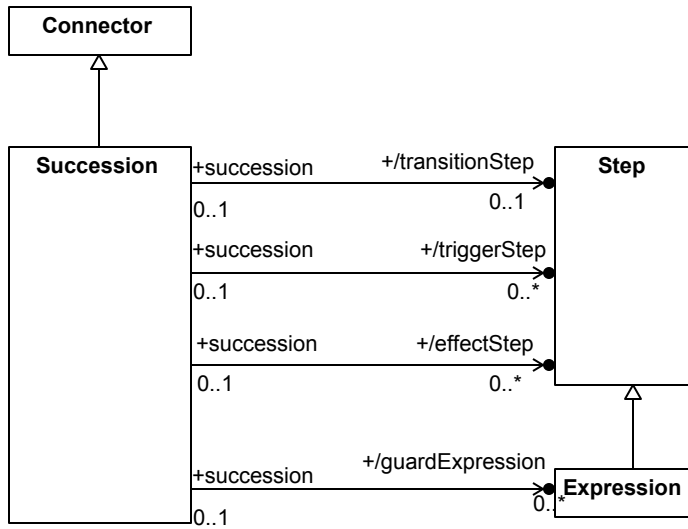 Connector
Succession
Step
+succession
+/transitionStep
0..1
0..1
+succession
+/triggerStep
0..1
0..*
+succession
+/effectStep
0..1
0..*
+succession
+/guardExpression
0..1
0..*
Expression